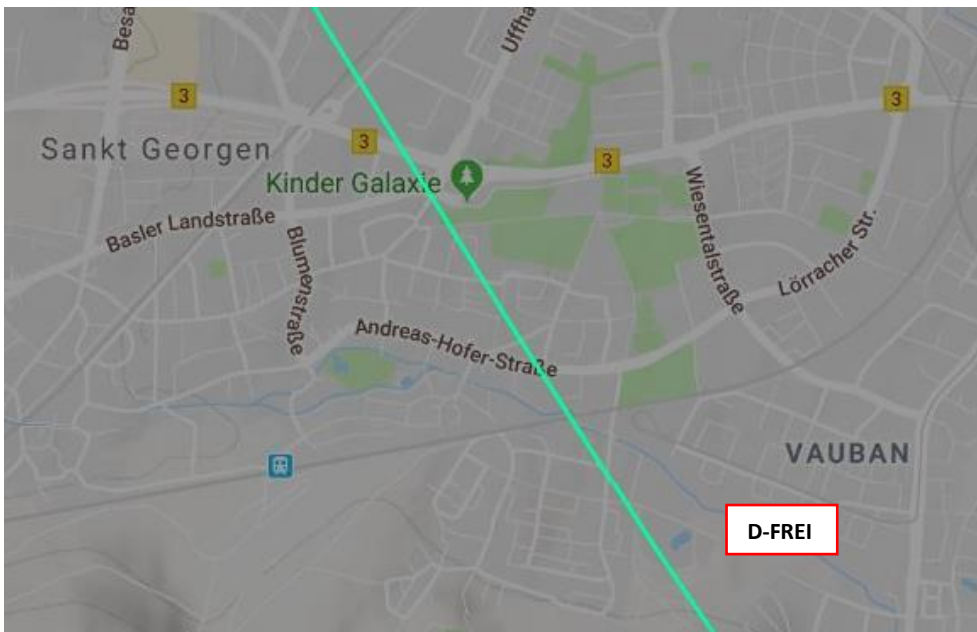 Besa
Uffha
3
3
3
3
Sankt Georgen
Kinder Galaxie
Basler Landstraße
Blumenstraße
Wiesentalstraße
Lörracher Str.
Andreas-Hofer-Straße
VAUBAN
D-FREI